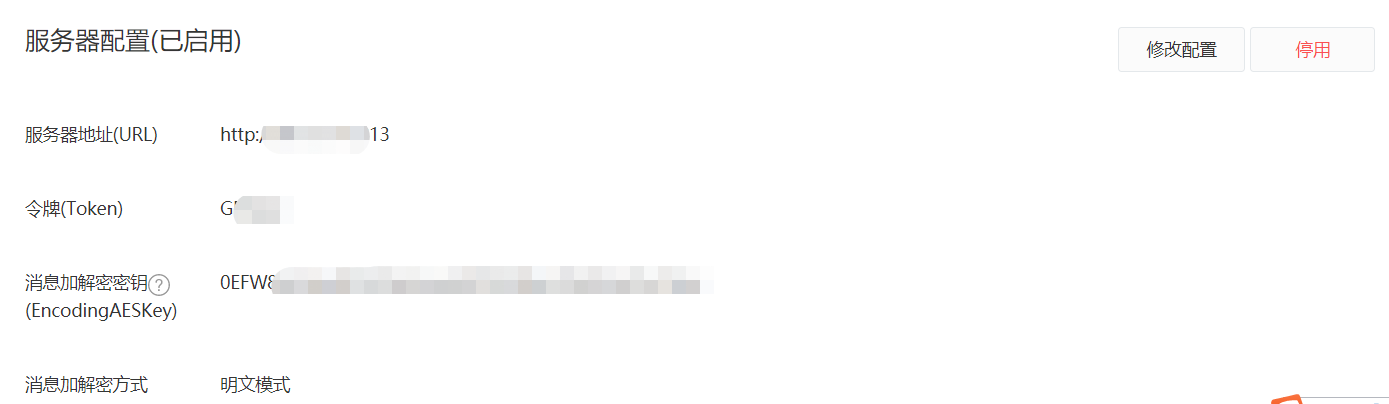 服务器配置(已启用)
修改配置 停用
服务器地址(URL) http:/ 13
令牌(Token) G
消息加解密密钥? 0EFW8
(EncodingAESKey)
消息加解密方式 明文模式